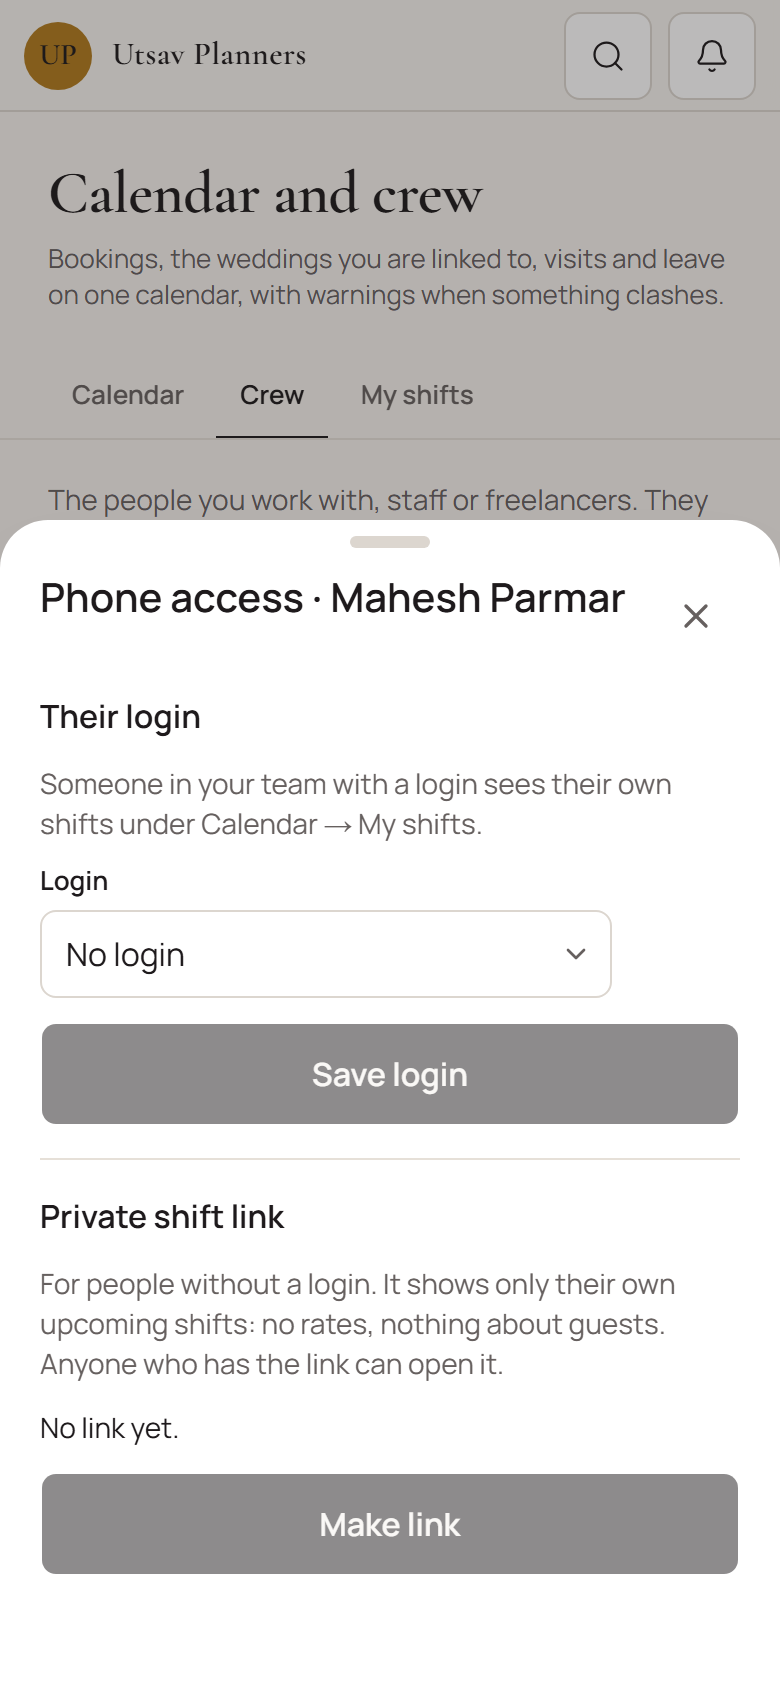 UP Utsav Planners
Calendar and crew
Bookings, the weddings you are linked to, visits and leave
on one calendar, with warnings when something clashes.
Calendar Crew My shifts
The people you work with, staff or freelancers. They
Phone access · Mahesh Parmar
Their login
Someone in your team with a login sees their own
shifts under Calendar → My shifts.
Login
No login
Save login
Private shift link
For people without a login. It shows only their own
upcoming shifts: no rates, nothing about guests.
Anyone who has the link can open it.
No link yet.
Make link